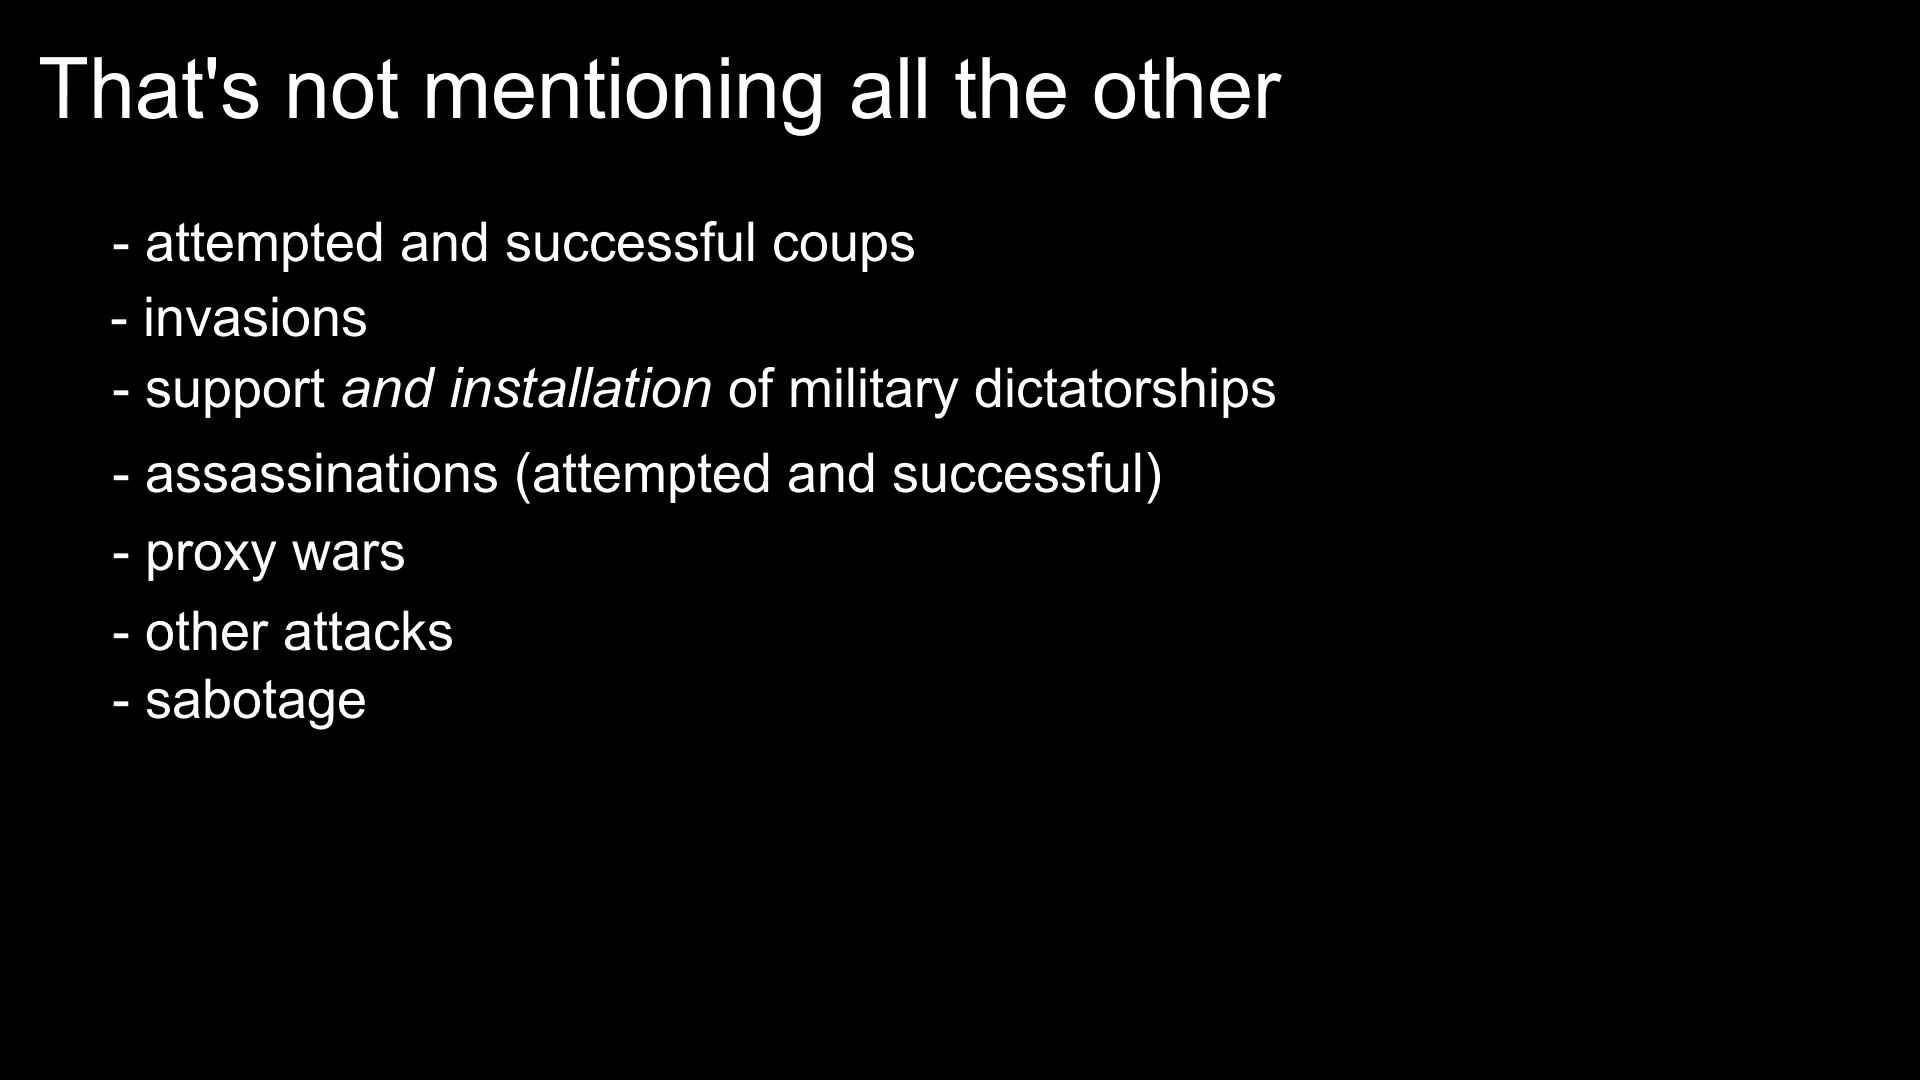 That's not mentioning all the other
- attempted and successful coups
- invasions
- support and installation of military dictatorships
- assassinations (attempted and successful)
- proxy wars
- other attacks
- sabotage